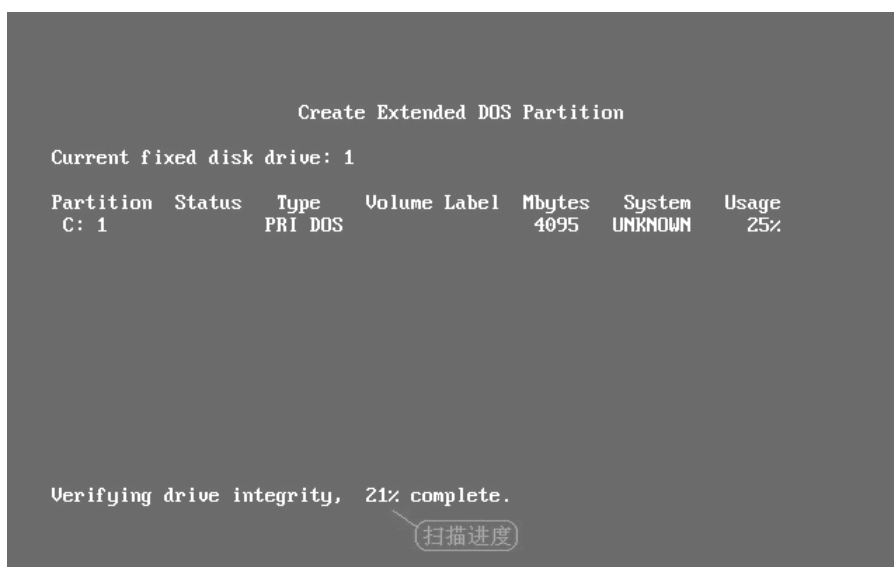 Create Extended DOS Partition
Current fixed disk drive: 1
Partition Status Type Volume Label Mbytes System Usage
C: 1 PRI DOS 4095 UNKNOWN 25%
Verifying drive integrity, 21% complete.
扫描进度